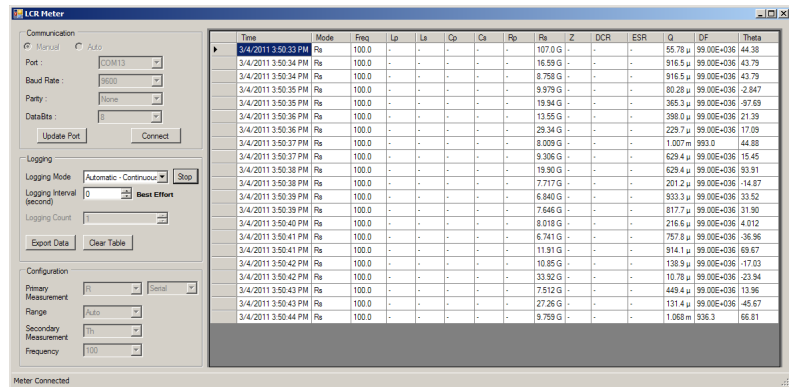 LCR Meter
Communication
Manual Auto
Port : COM13
Baud Rate : 9600
Parity : None
DataBits : 8
Update Port Connect
Logging
Logging Mode Automatic - Continuous Stop
Logging Interval (second) 0 Best Effort
Logging Count 1
Export Data Clear Table
Configuration
Primary Measurement R Serial
Range Auto
Secondary Measurement Th
Frequency 100
Time Mode Freq Lp Ls Cp Cs Rp Rs Z DCR ESR Q DF Theta
3/4/2011 3:50:33 PM Rs 100.0 - - - - - 107.0 G - - - 55.78 µ 99.00E+036 44.38
3/4/2011 3:50:34 PM Rs 100.0 - - - - - 16.59 G - - - 916.5 µ 99.00E+036 43.79
3/4/2011 3:50:34 PM Rs 100.0 - - - - - 8.758 G - - - 916.5 µ 99.00E+036 43.79
3/4/2011 3:50:35 PM Rs 100.0 - - - - - 9.979 G - - - 80.28 µ 99.00E+036 -2.847
3/4/2011 3:50:35 PM Rs 100.0 - - - - - 19.94 G - - - 365.3 µ 99.00E+036 -97.69
3/4/2011 3:50:36 PM Rs 100.0 - - - - - 13.55 G - - - 398.0 µ 99.00E+036 21.39
3/4/2011 3:50:36 PM Rs 100.0 - - - - - 29.34 G - - - 229.7 µ 99.00E+036 17.09
3/4/2011 3:50:37 PM Rs 100.0 - - - - - 8.009 G - - - 1.007 m 993.0 44.88
3/4/2011 3:50:37 PM Rs 100.0 - - - - - 9.306 G - - - 629.4 µ 99.00E+036 15.45
3/4/2011 3:50:38 PM Rs 100.0 - - - - - 19.90 G - - - 629.4 µ 99.00E+036 93.91
3/4/2011 3:50:38 PM Rs 100.0 - - - - - 7.717 G - - - 201.2 µ 99.00E+036 -14.87
3/4/2011 3:50:39 PM Rs 100.0 - - - - - 6.840 G - - - 933.3 µ 99.00E+036 33.52
3/4/2011 3:50:39 PM Rs 100.0 - - - - - 7.646 G - - - 817.7 µ 99.00E+036 31.90
3/4/2011 3:50:40 PM Rs 100.0 - - - - - 8.018 G - - - 216.6 µ 99.00E+036 4.012
3/4/2011 3:50:41 PM Rs 100.0 - - - - - 6.741 G - - - 757.8 µ 99.00E+036 -36.96
3/4/2011 3:50:41 PM Rs 100.0 - - - - - 11.91 G - - - 914.1 µ 99.00E+036 69.67
3/4/2011 3:50:42 PM Rs 100.0 - - - - - 10.85 G - - - 138.9 µ 99.00E+036 -17.03
3/4/2011 3:50:42 PM Rs 100.0 - - - - - 33.92 G - - - 10.78 µ 99.00E+036 -23.94
3/4/2011 3:50:43 PM Rs 100.0 - - - - - 7.512 G - - - 449.4 µ 99.00E+036 13.96
3/4/2011 3:50:43 PM Rs 100.0 - - - - - 27.26 G - - - 131.4 µ 99.00E+036 -45.67
3/4/2011 3:50:44 PM Rs 100.0 - - - - - 9.759 G - - - 1.068 m 936.3 66.81
Meter Connected